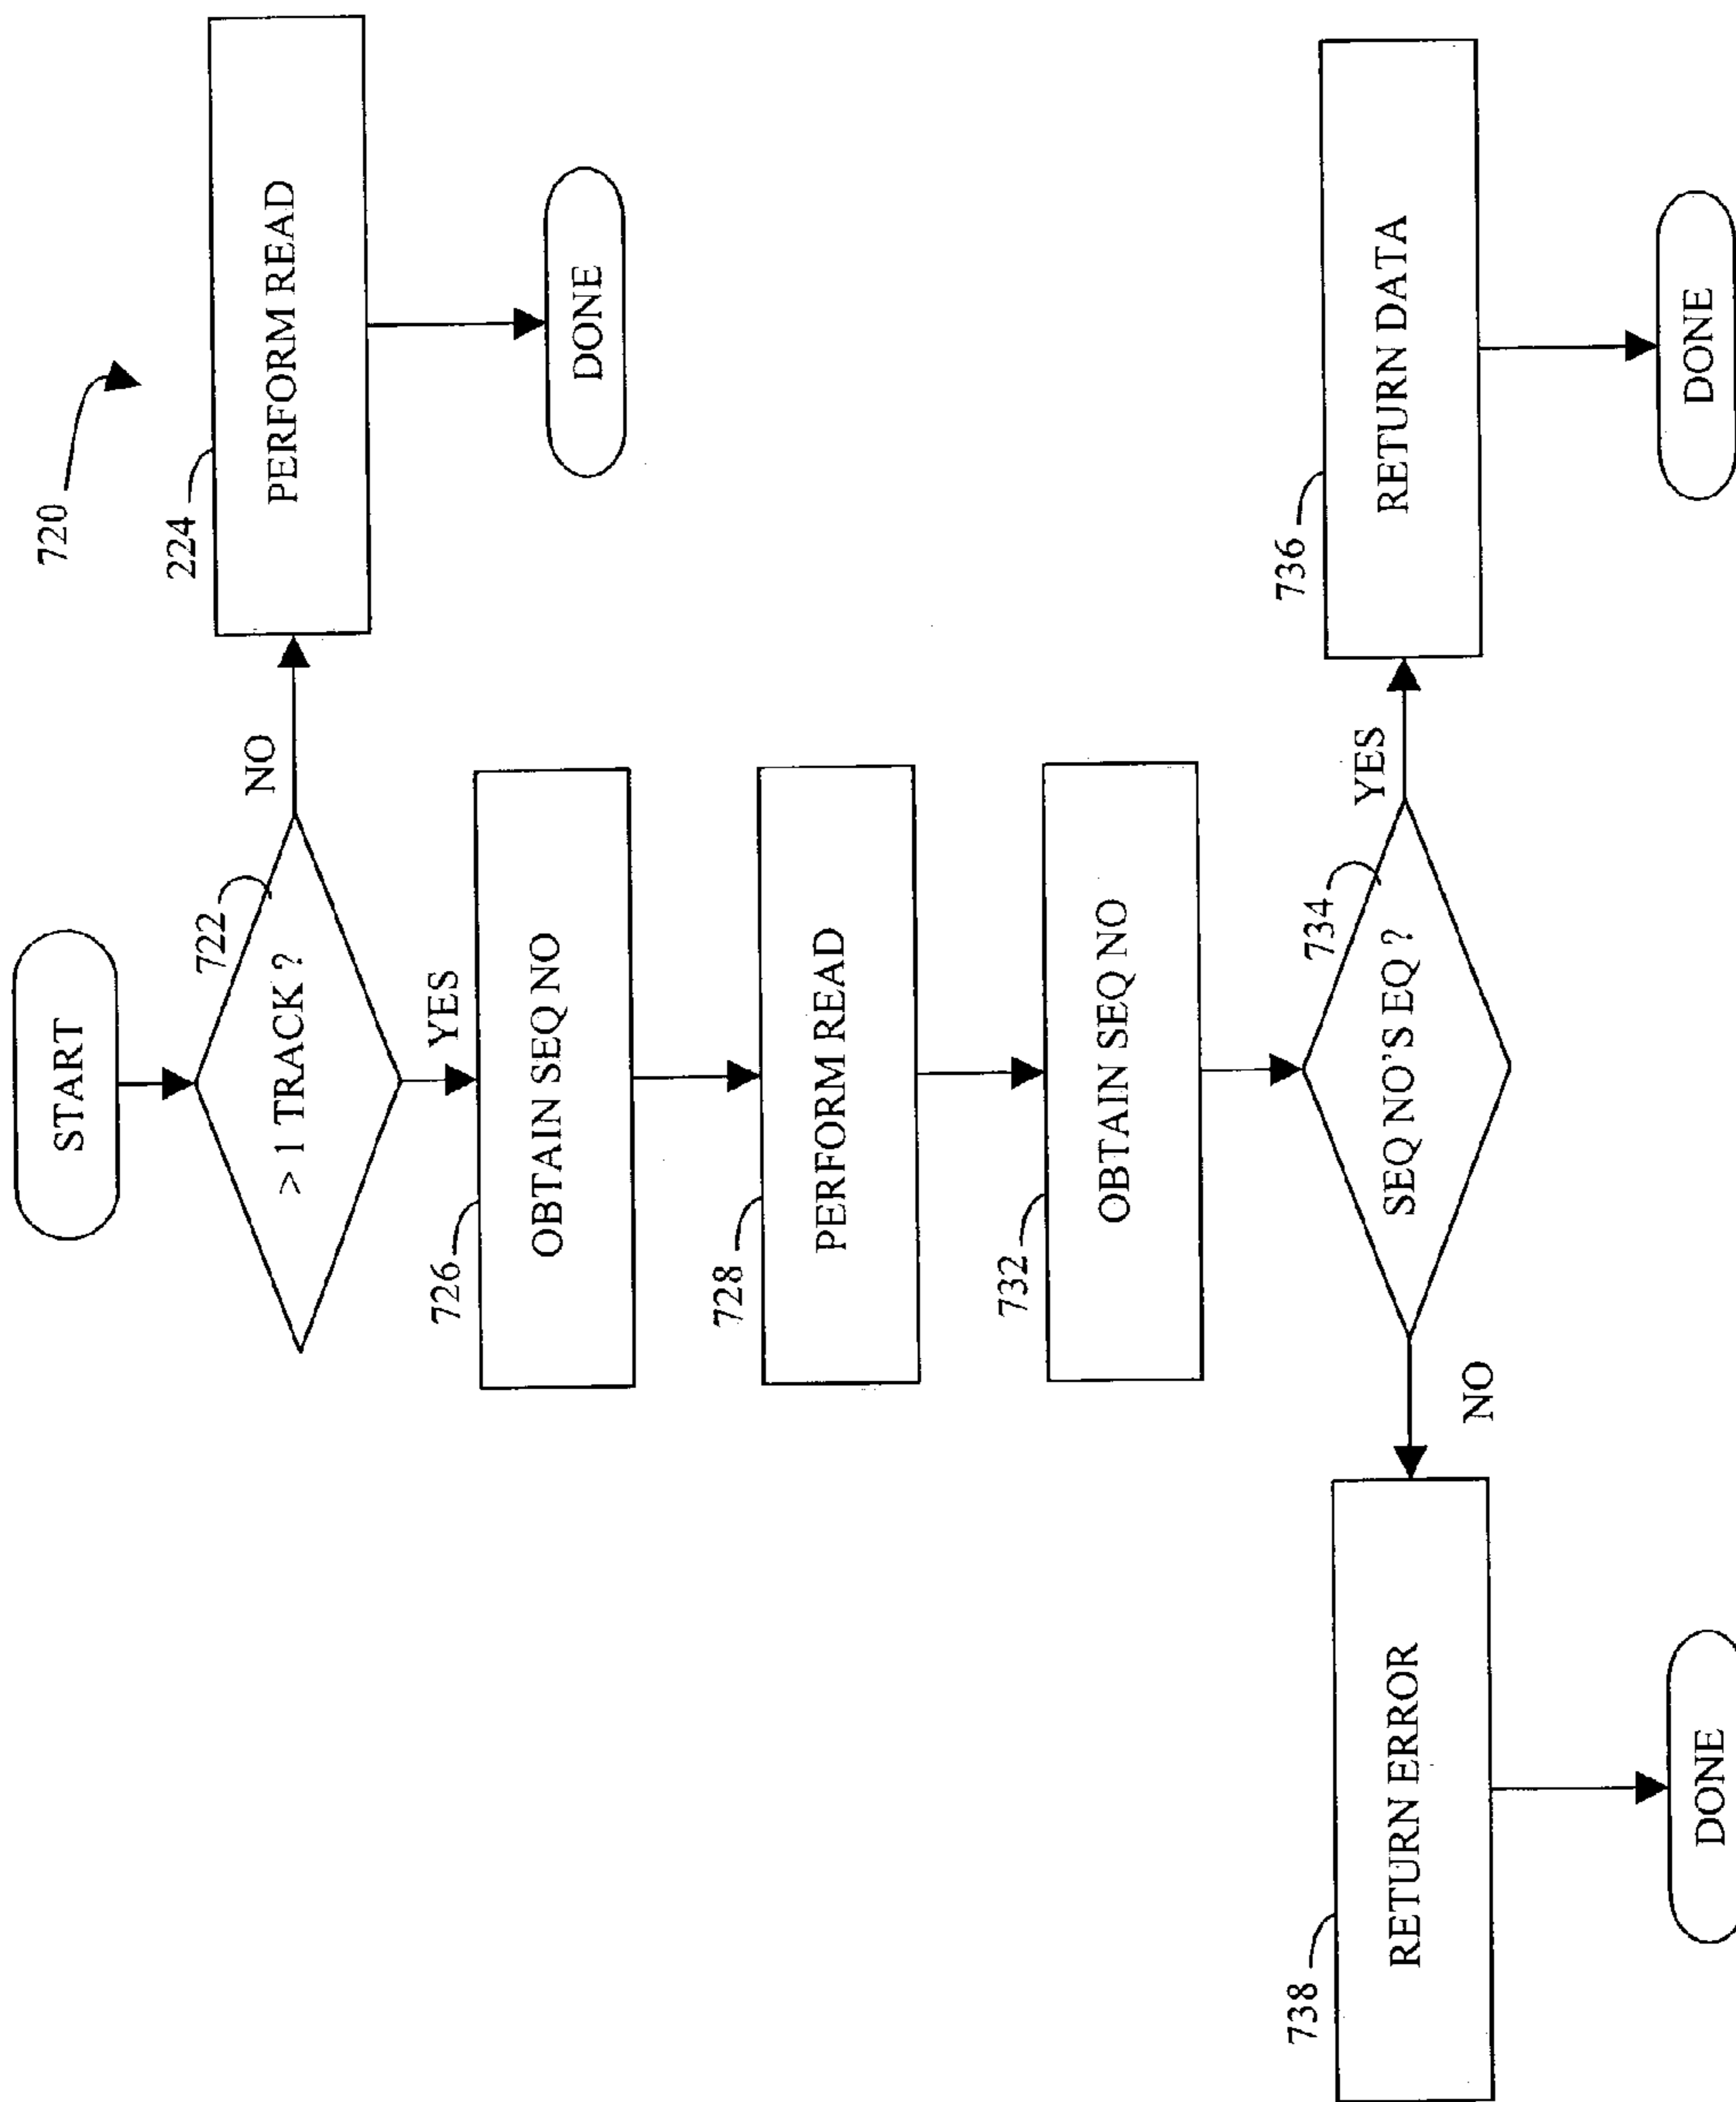 720
START
722
> 1 TRACK ?
NO
224
PERFORM READ
DONE
YES
726
OBTAIN SEQ NO
728
PERFORM READ
732
OBTAIN SEQ NO
734
SEQ NO'S EQ ?
YES
736
RETURN DATA
DONE
NO
738
RETURN ERROR
DONE